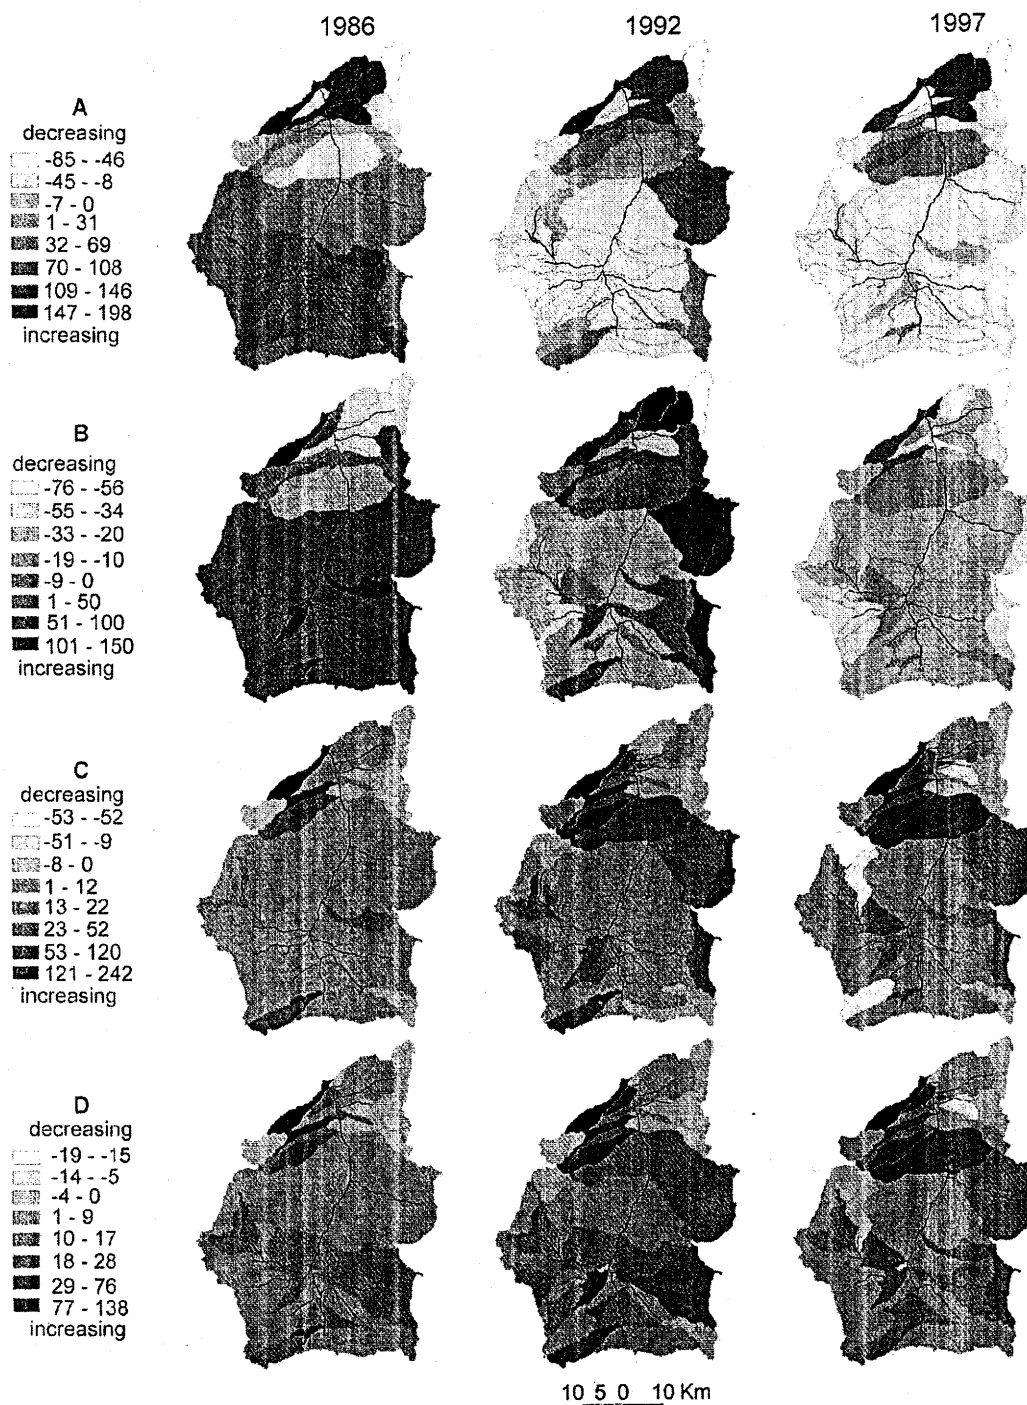 1986 1992 1997
A
decreasing
-85 - -46
-45 - -8
-7 - 0
1 - 31
32 - 69
70 - 108
109 - 146
147 - 198
increasing
B
decreasing
-76 - -56
-55 - -34
-33 - -20
-19 - -10
-9 - 0
1 - 50
51 - 100
101 - 150
increasing
C
decreasing
-53 - -52
-51 - -9
-8 - 0
1 - 12
13 - 22
23 - 52
53 - 120
121 - 242
increasing
D
decreasing
-19 - -15
-14 - -5
-4 - 0
1 - 9
10 - 17
18 - 28
29 - 76
77 - 138
increasing
10 5 0 10 Km